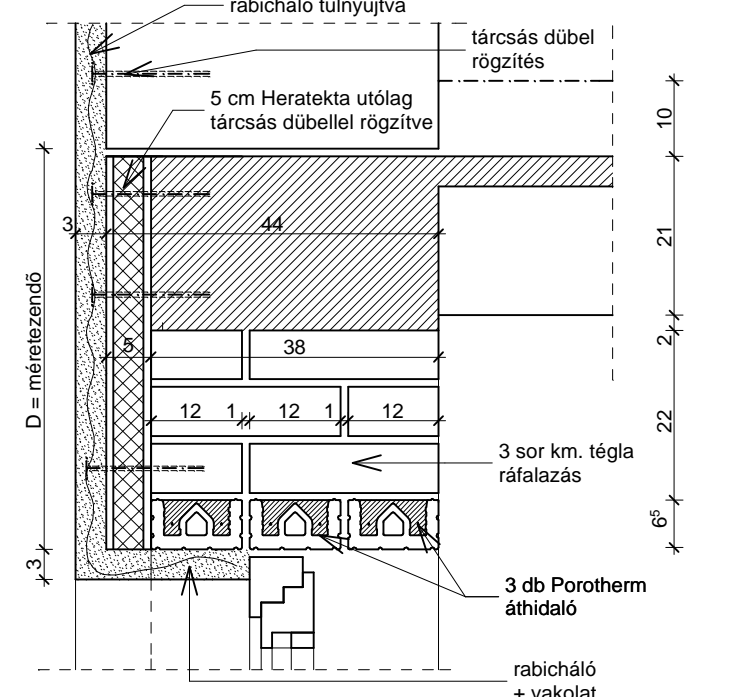 rabicháló túlnyújtva
tárcsás dübel
rögzítés
5 cm Heratekta utólag
tárcsás dübellel rögzítve
10
3
44
21
D = méretezendő
5
38
2
12 1 12 1 12
22
3 sor km. tégla
ráfalazás
6⁵
3
3 db Porotherm
áthidaló
rabicháló
+ vakolat